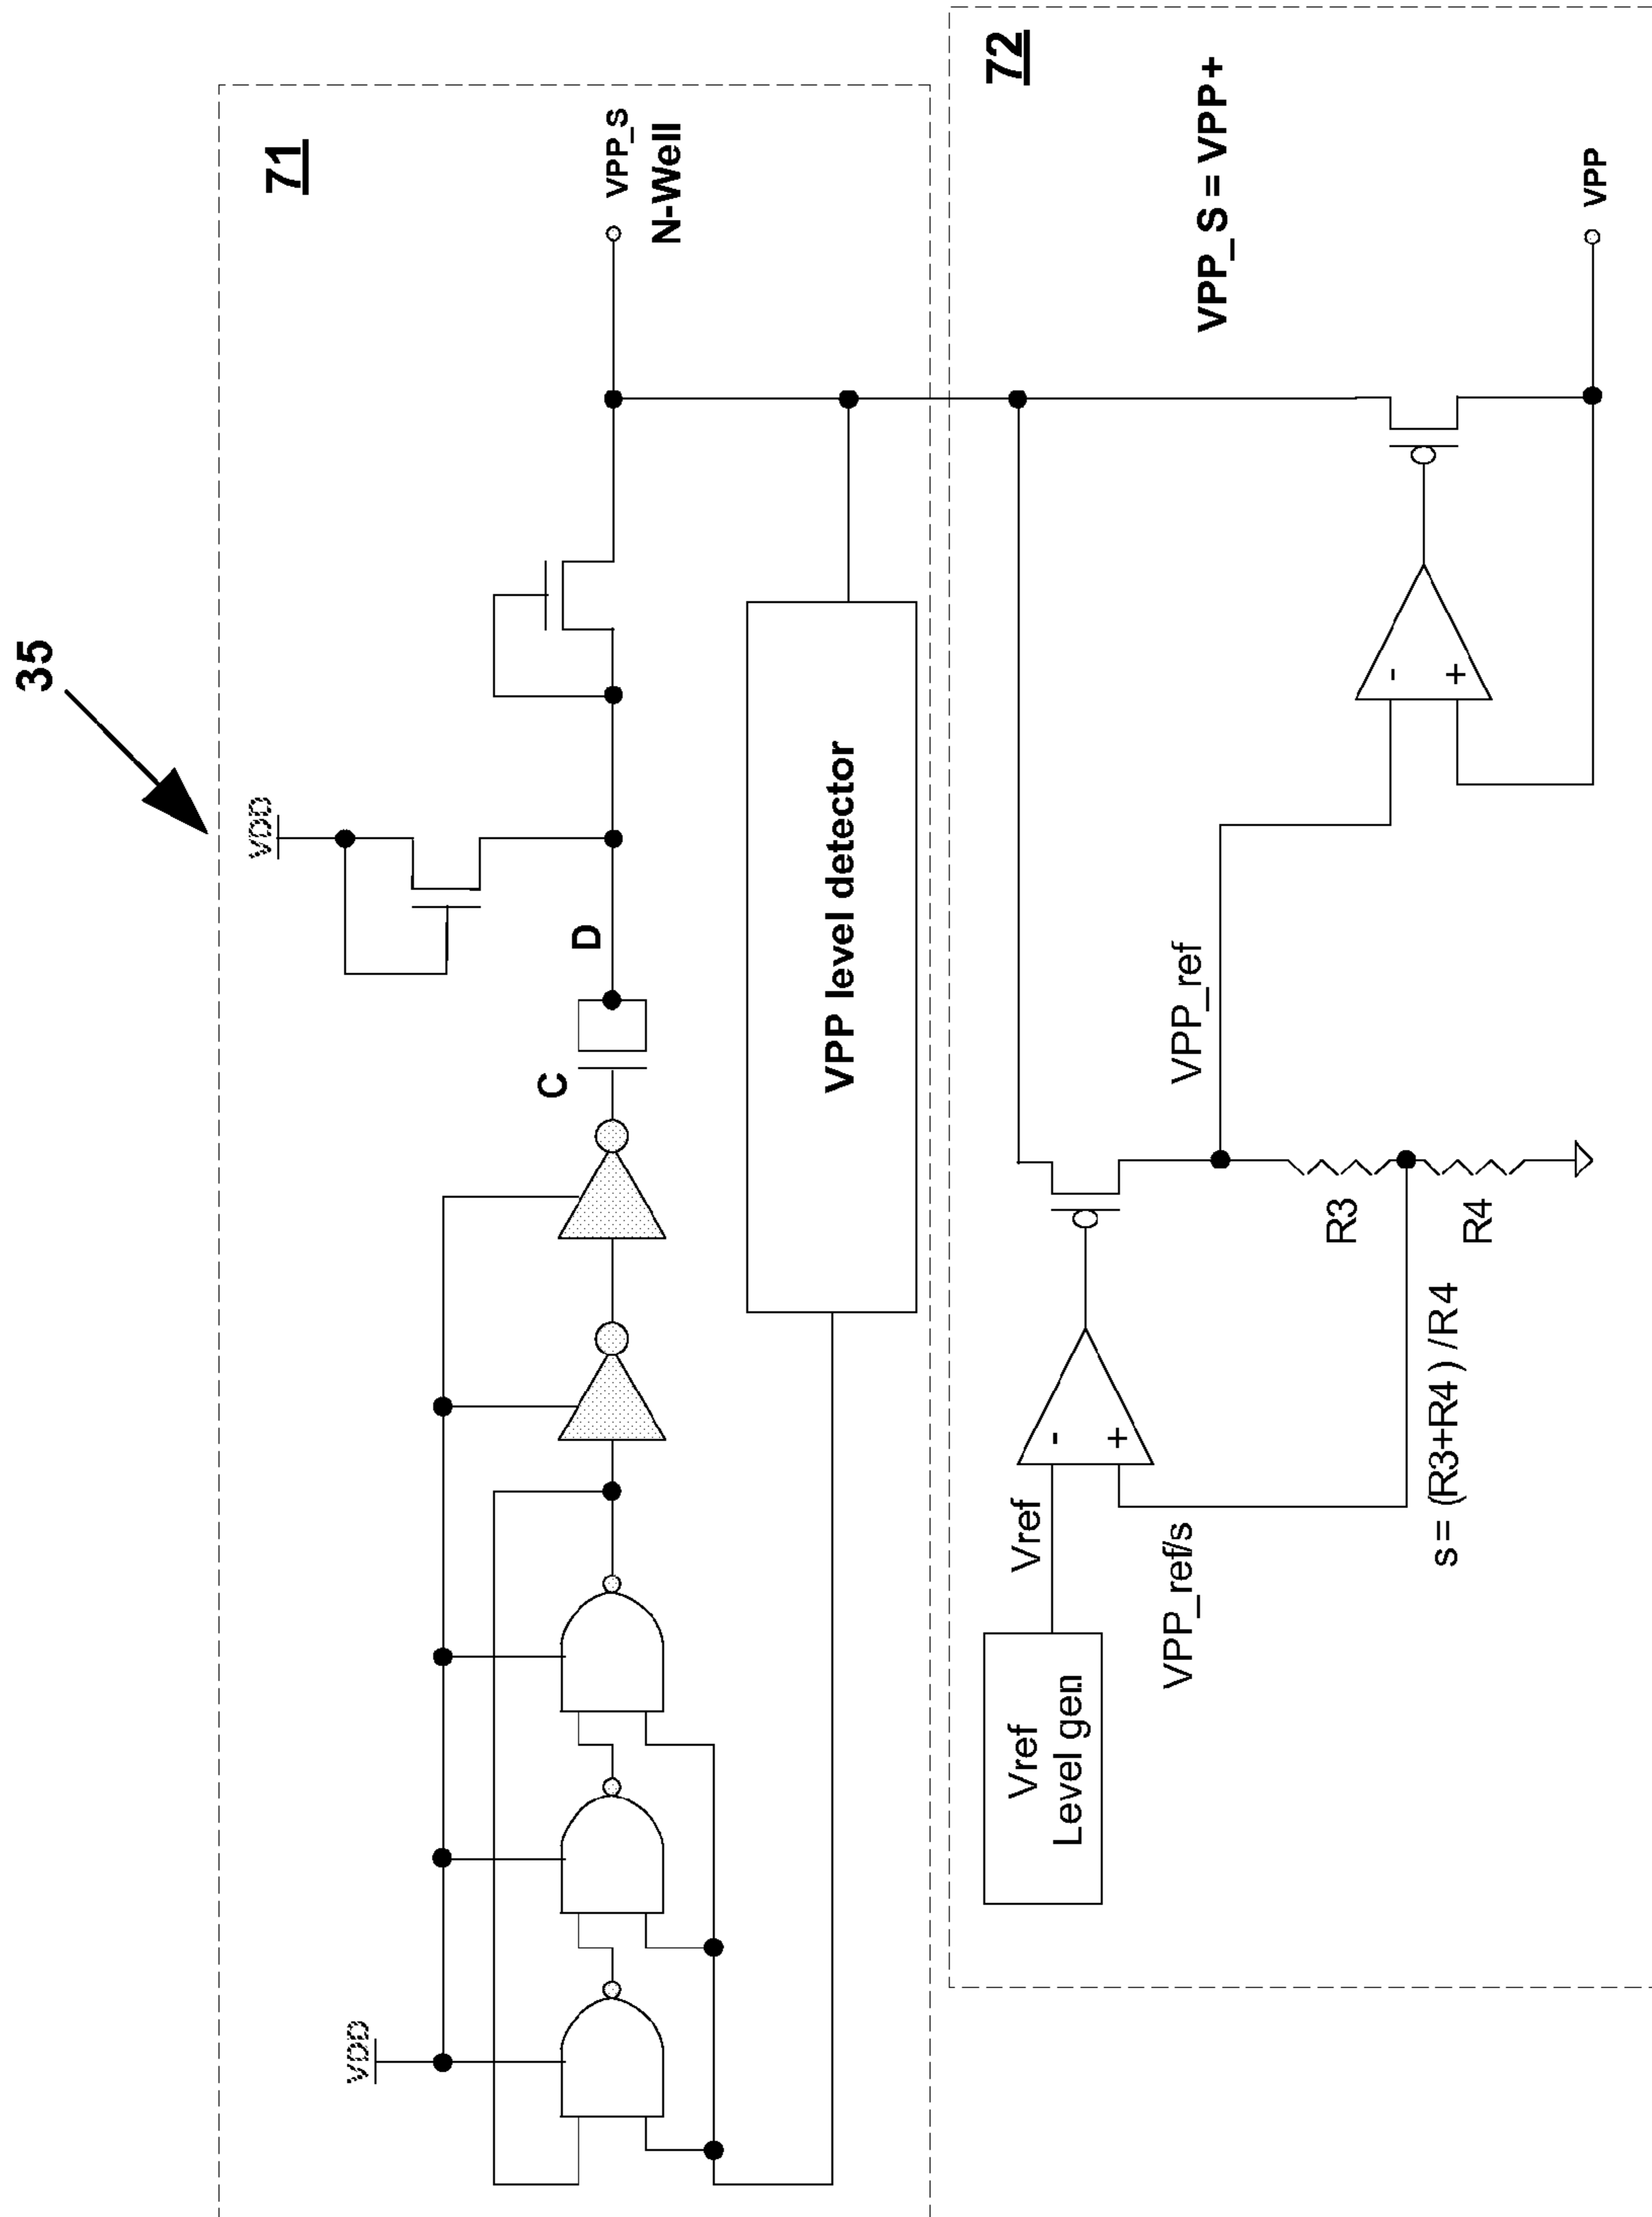 35
71
VDD
VDD
C
D
VPP_S
N-Well
VPP level detector
72
Vref
Level gen
Vref
VPP_ref/s
s = (R3+R4 ) /R4
R3
R4
VPP_ref
-
+
-
+
VPP_S = VPP+
VPP